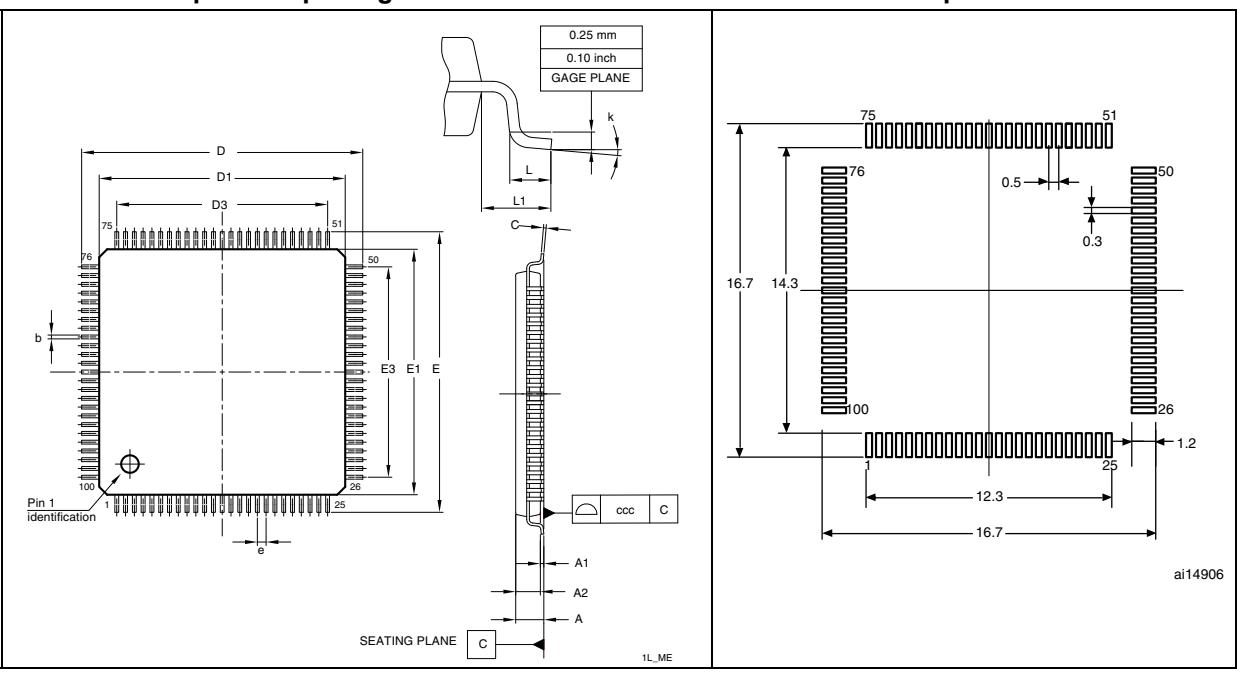 0.25 mm
0.10 inch
GAGE PLANE
k
D
L
D1
L1
D3
C
75
51
76
50
b
E3
E1
E
100
26
Pin 1
identification
1
25
e
ccc
C
A1
A2
A
SEATING PLANE
C
1L_ME
75
51
76
50
0.5
0.3
16.7
14.3
100
26
1.2
1
25
12.3
16.7
ai14906